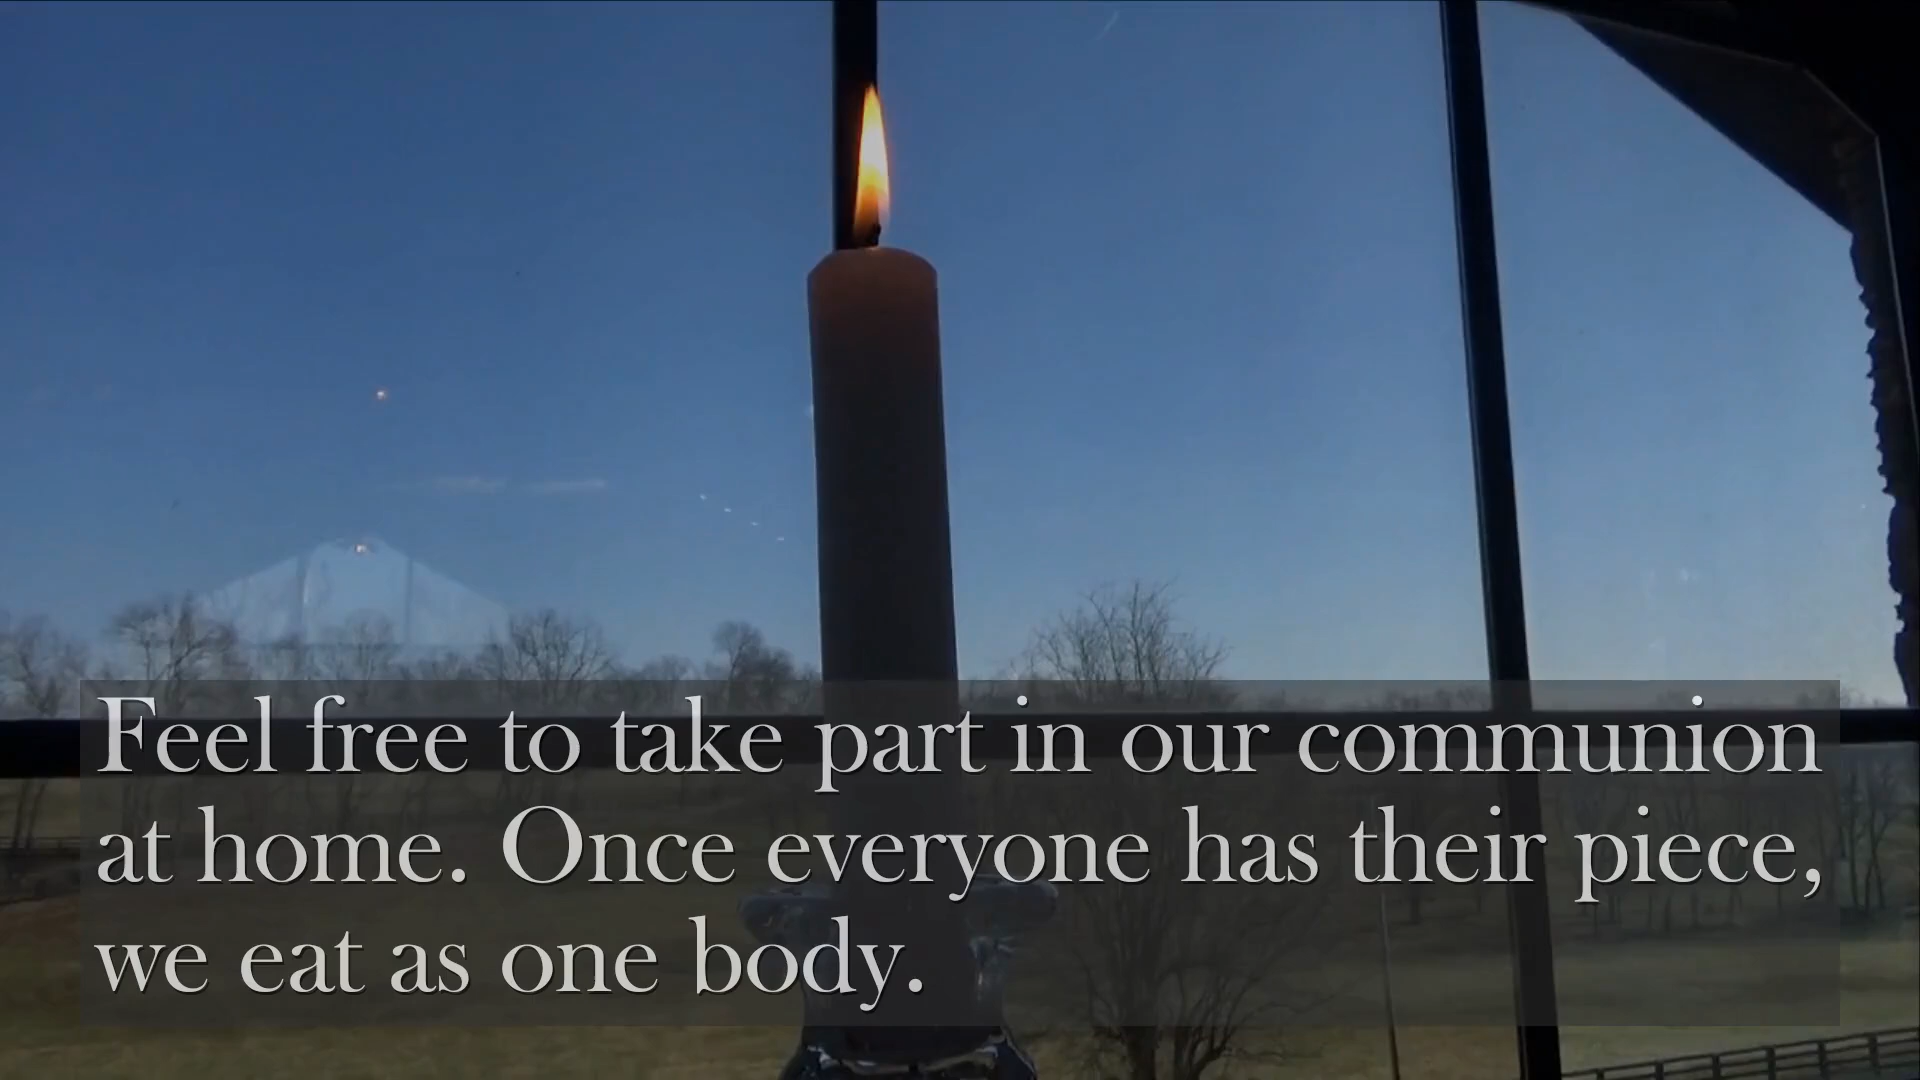 Feel free to take part in our communion
at home. Once everyone has their piece,
we eat as one body.